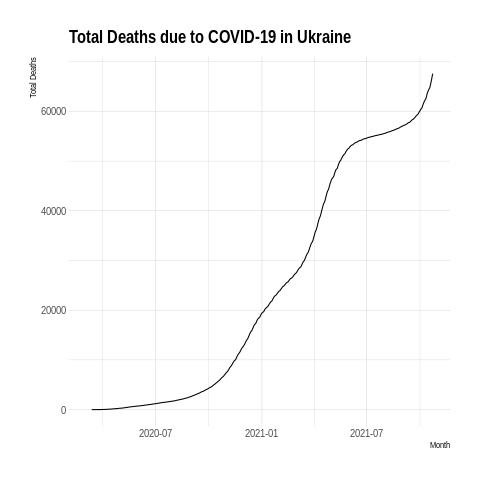 Total Deaths due to COVID-19 in Ukraine
Total Deaths
60000
40000
20000
0
2020-07
2021-01
2021-07
Month